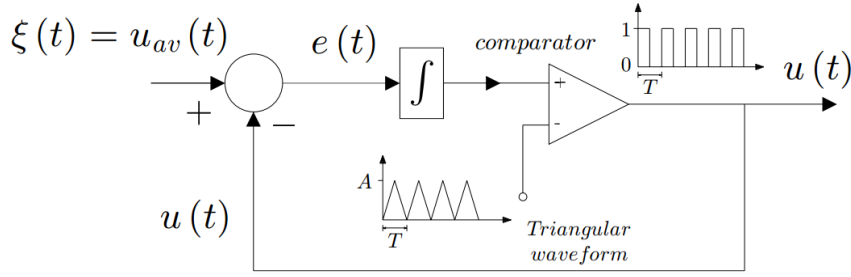 ξ(t) = u_av(t)
e(t)
comparator
1
0
T
u(t)
∫
+
-
+
−
A
T
u(t)
Triangular
waveform